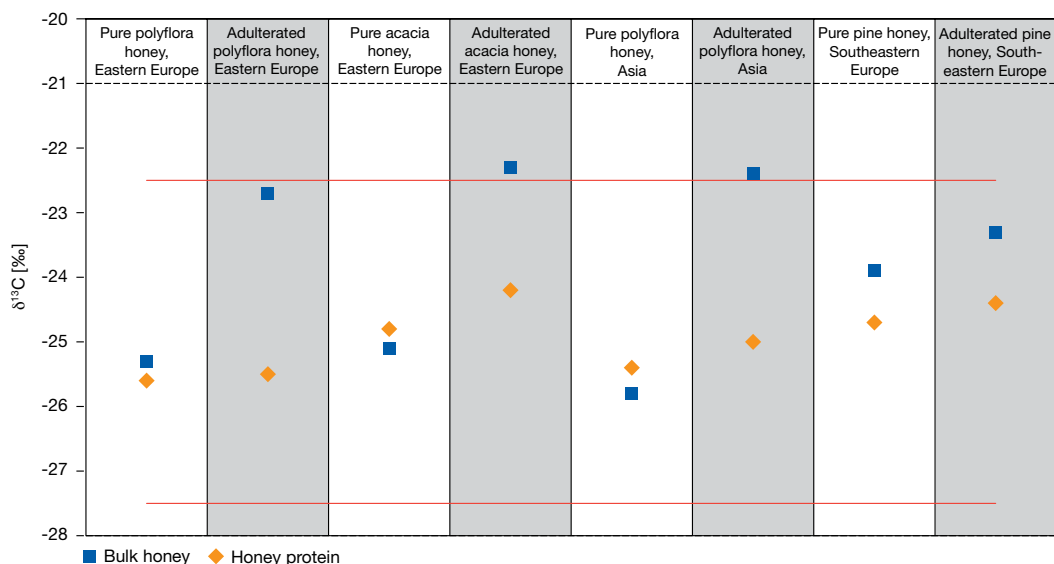 -20
-21
-22
-23
-24
-25
-26
-27
-28
δ¹³C [‰]
Pure polyflora
honey,
Eastern Europe
Adulterated
polyflora honey,
Eastern Europe
Pure acacia
honey,
Eastern Europe
Adulterated
acacia honey,
Eastern Europe
Pure polyflora
honey,
Asia
Adulterated
polyflora honey,
Asia
Pure pine honey,
Southeastern
Europe
Adulterated pine
honey, South-
eastern Europe
Bulk honey
Honey protein